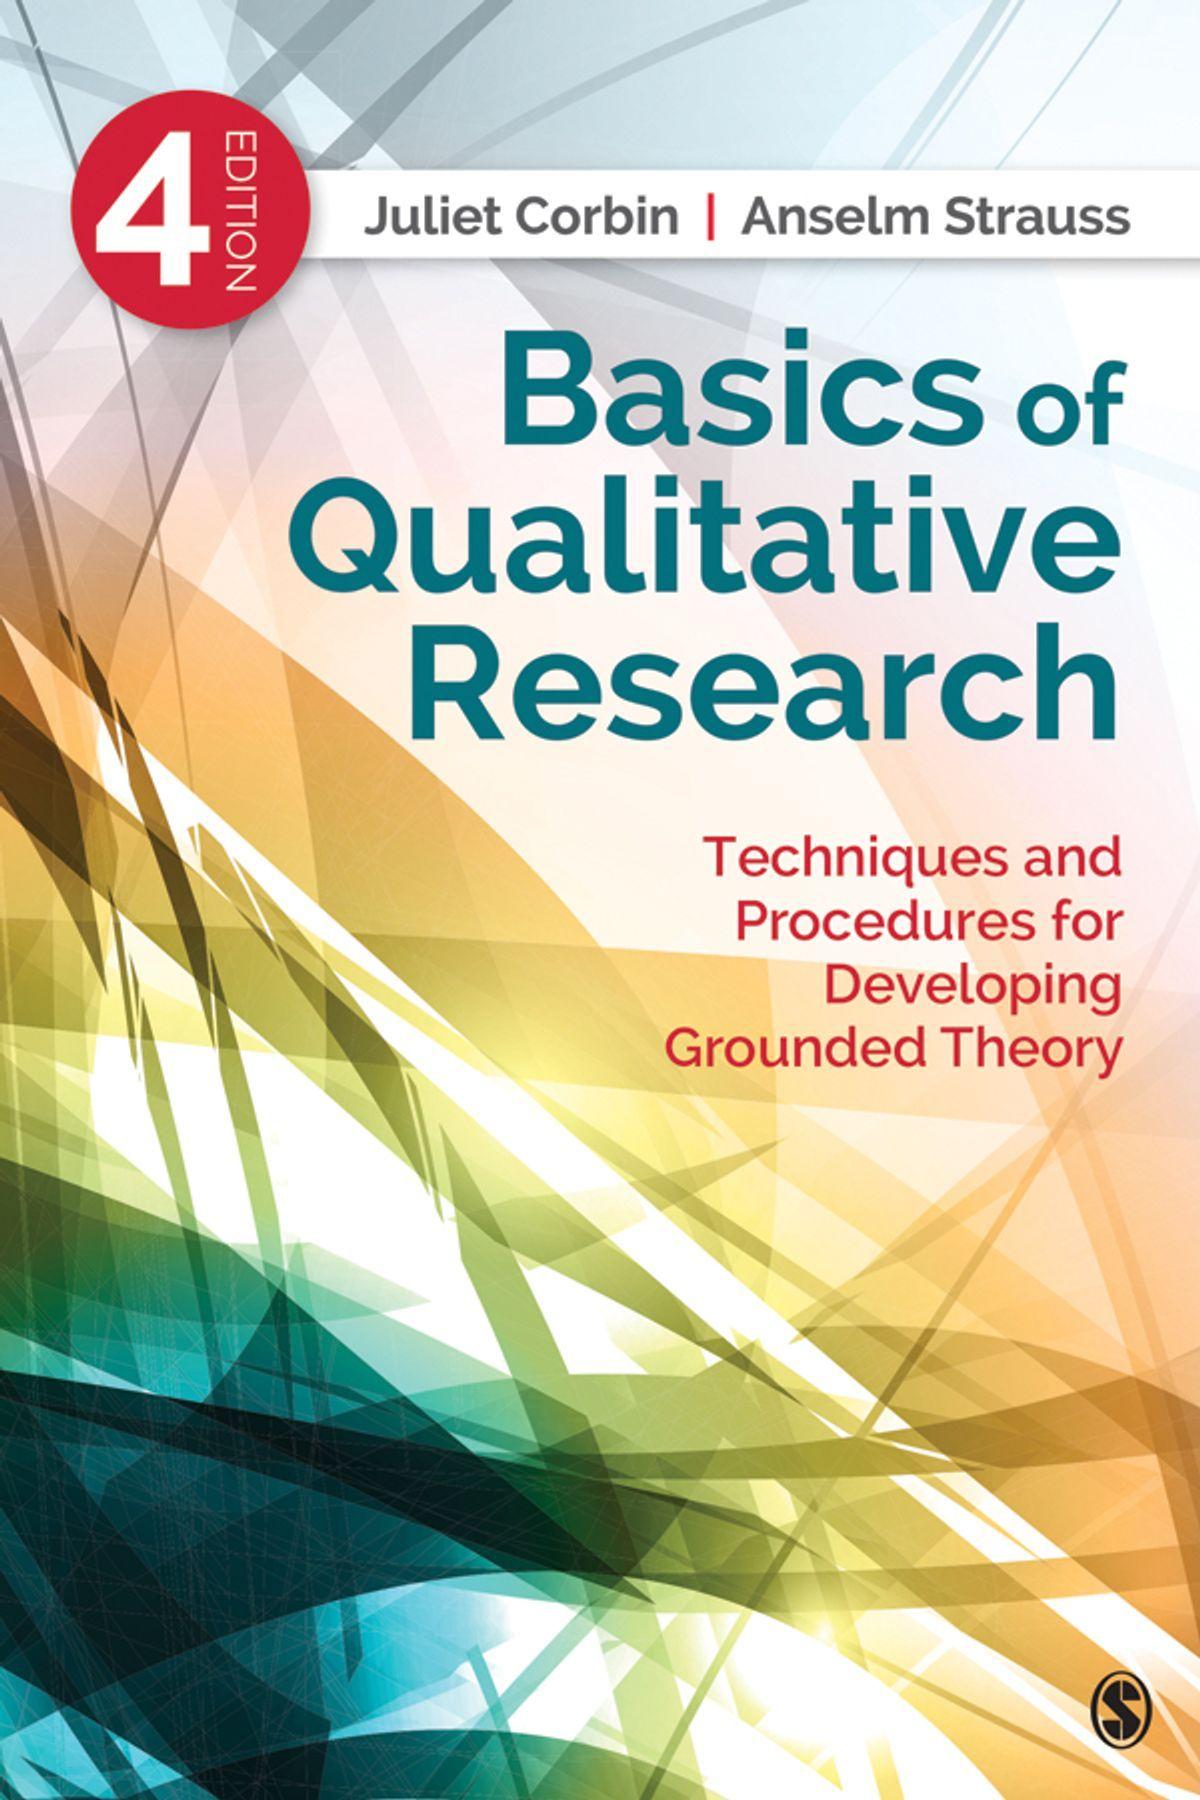 4 EDITION
Juliet Corbin | Anselm Strauss
Basics of
Qualitative
Research
Techniques and
Procedures for
Developing
Grounded Theory
S